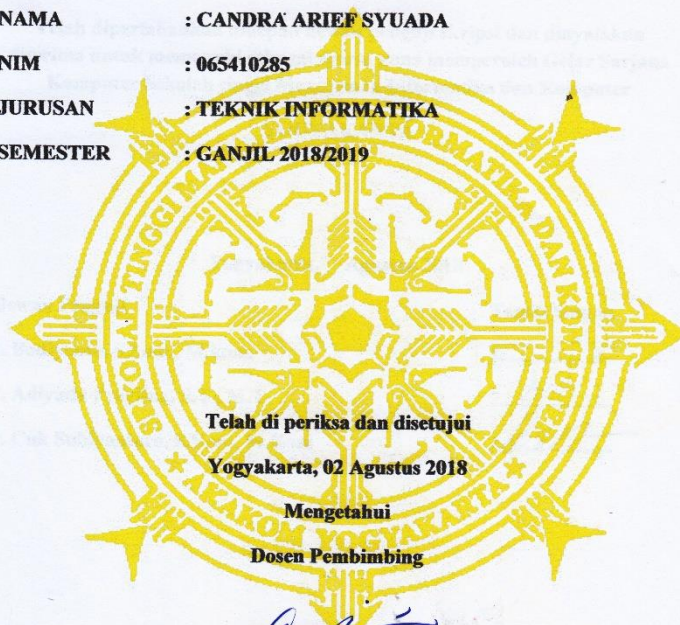 NAMA : CANDRA ARIEF SYUADA
NIM : 065410285
JURUSAN : TEKNIK INFORMATIKA
SEMESTER : GANJIL 2018/2019
SEKOLAH TINGGI MANAJEMEN INFORMATIKA DAN KOMPUTER
AKAKOM YOGYAKARTA
Telah di periksa dan disetujui
Yogyakarta, 02 Agustus 2018
Mengetahui
Dosen Pembimbing